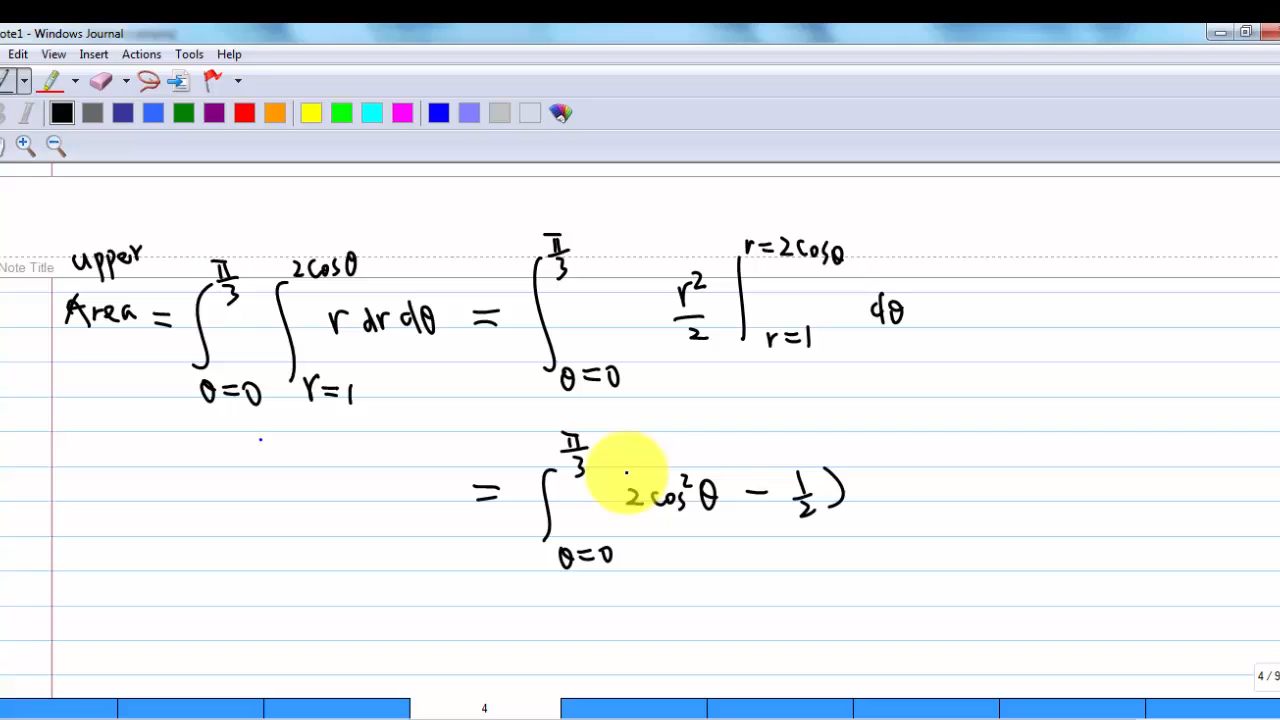 ote1 - Windows Journal
Edit View Insert Actions Tools Help
Note Title
upper Area = ∫_{θ=0}^{π/3} ∫_{r=1}^{2cosθ} r dr dθ = ∫_{θ=0}^{π/3} r²/2 |_{r=1}^{r=2cosθ} dθ
= ∫_{θ=0}^{π/3} 2cos²θ - 1/2)
4 / 9
4